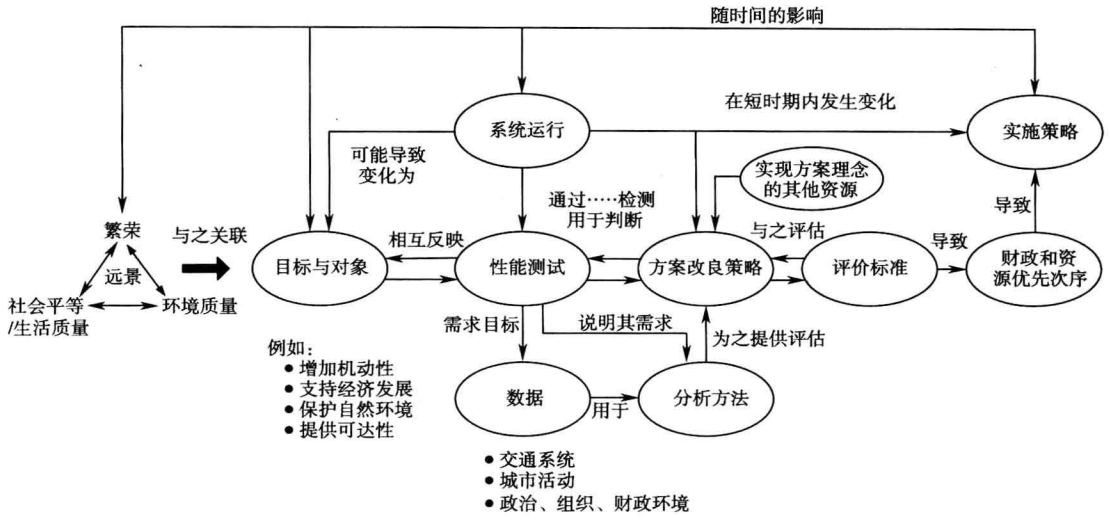 随时间的影响
系统运行
在短时期内发生变化
实施策略
可能导致
变化为
实现方案理念
的其他资源
通过·····检测
用于判断
导致
繁荣
与之关联
远景
社会平等
/生活质量
环境质量
目标与对象
相互反映
性能测试
方案改良策略
与之评估
评价标准
导致
财政和资
源优先次序
需求目标
说明其需求
为之提供评估
例如：
● 增加机动性
● 支持经济发展
● 保护自然环境
● 提供可达性
数据
用于
分析方法
● 交通系统
● 城市活动
● 政治、组织、财政环境